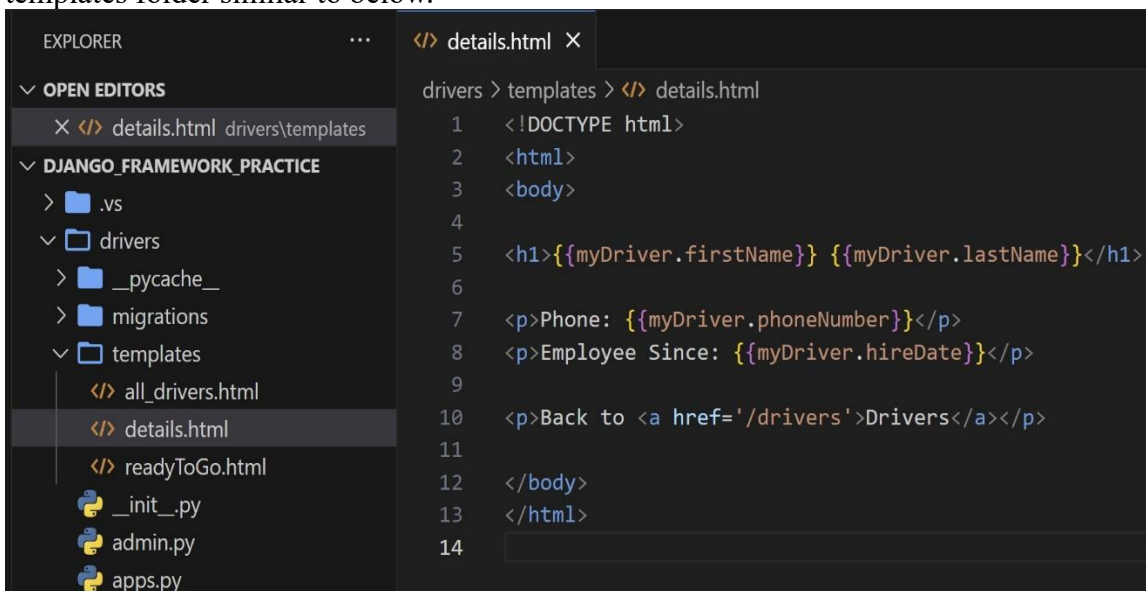 templates folder similar to below.
EXPLORER ...
OPEN EDITORS
details.html drivers\templates
DJANGO_FRAMEWORK_PRACTICE
.vs
drivers
__pycache__
migrations
templates
all_drivers.html
details.html
readyToGo.html
__init__.py
admin.py
apps.py
</> details.html ×
drivers > templates > </> details.html
1 <!DOCTYPE html>
2 <html>
3 <body>
4
5 <h1>{{myDriver.firstName}} {{myDriver.lastName}}</h1>
6
7 <p>Phone: {{myDriver.phoneNumber}}</p>
8 <p>Employee Since: {{myDriver.hireDate}}</p>
9
10 <p>Back to <a href='/drivers'>Drivers</a></p>
11
12 </body>
13 </html>
14